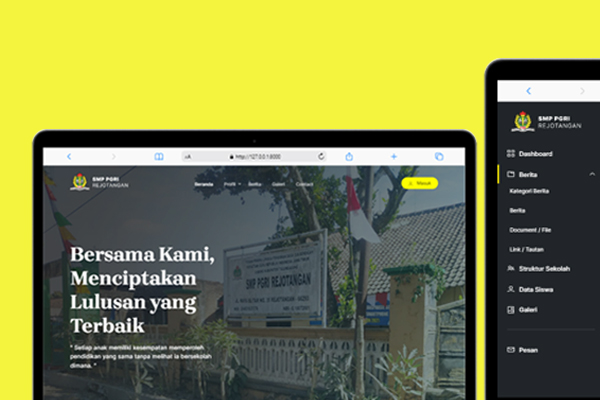 AA
http://127.0.0.1:8000
SMP PGRI
REJOTANGAN
Beranda
Profil
Berita
Galeri
Contact
Masuk
Bersama Kami,
Menciptakan
Lulusan yang
Terbaik
" Setiap anak memiliki kesempatan memperoleh
pendidikan yang sama tanpa melihat ia bersekolah
dimana. "
SMP PGRI REJOTANGAN
SMP PGRI
REJOTANGAN
Dashboard
Berita
Kategori Berita
Berita
Document / File
Link / Tautan
Struktur Sekolah
Data Siswa
Galeri
Pesan